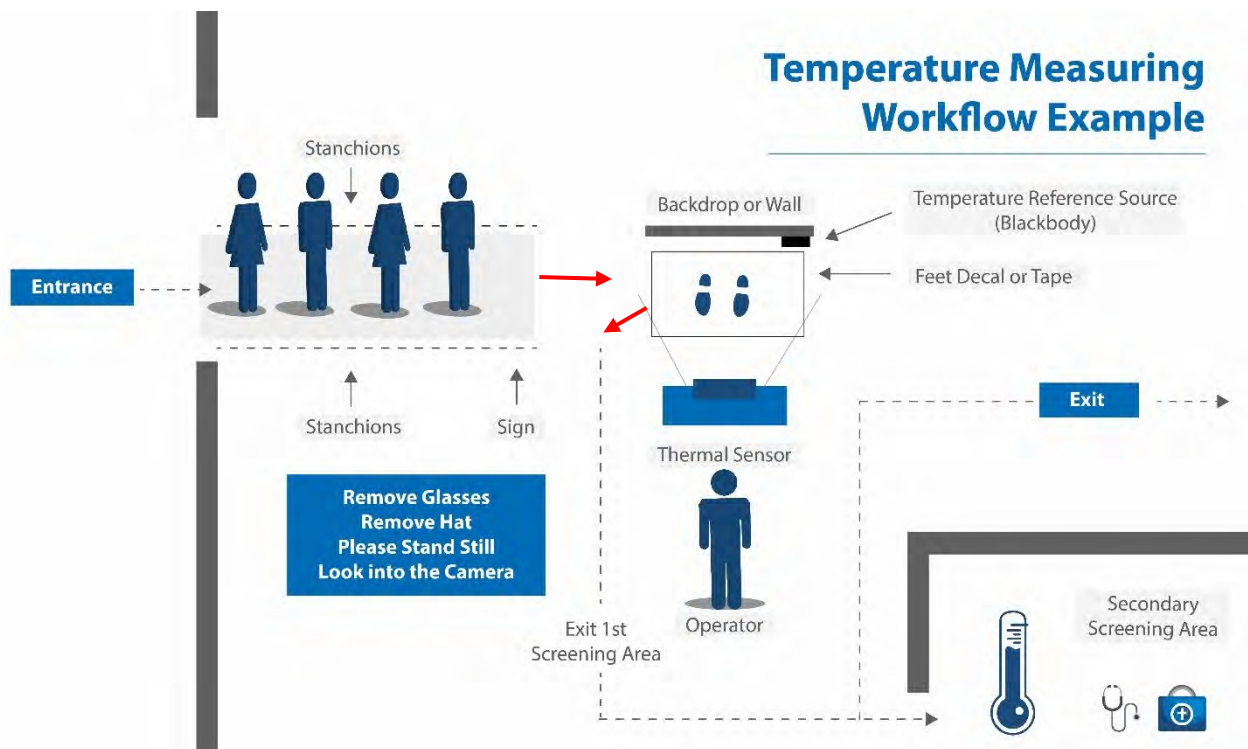 Temperature Measuring
Workflow Example
Stanchions
Backdrop or Wall
Temperature Reference Source
(Blackbody)
Feet Decal or Tape
Entrance
Exit
Stanchions
Sign
Thermal Sensor
Remove Glasses
Remove Hat
Please Stand Still
Look into the Camera
Operator
Exit 1st
Screening Area
Secondary
Screening Area